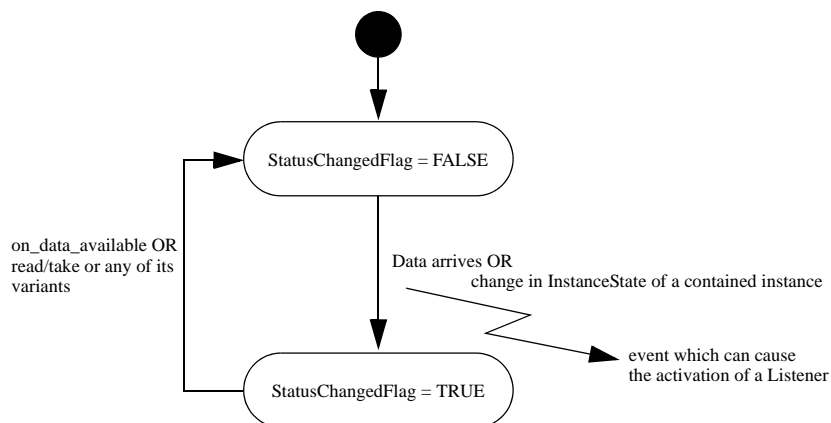 StatusChangedFlag = FALSE
on_data_available OR
read/take or any of its
variants
Data arrives OR
change in InstanceState of a contained instance
event which can cause
the activation of a Listener
StatusChangedFlag = TRUE